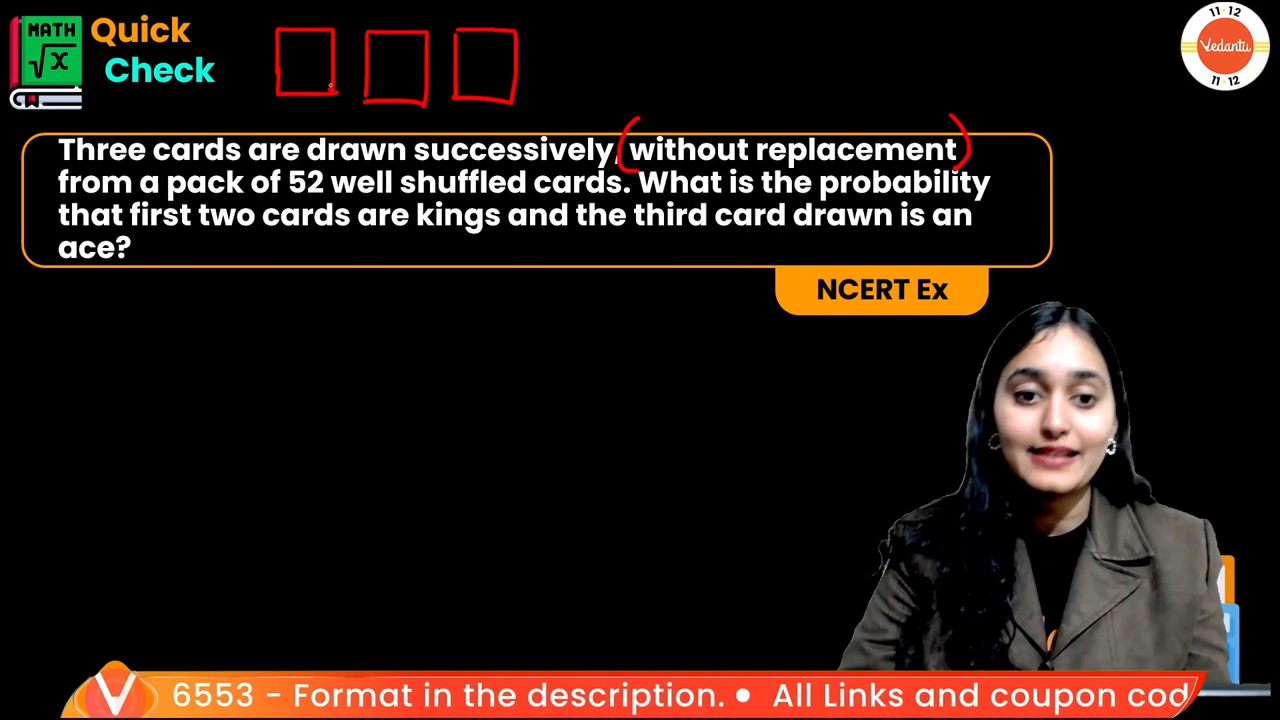 MATH
√x
Quick
Check
11·12
Vedantu
11·12
Three cards are drawn successively, without replacement
from a pack of 52 well shuffled cards. What is the probability
that first two cards are kings and the third card drawn is an
ace?
NCERT Ex
V 6553 - Format in the description. • All Links and coupon cod